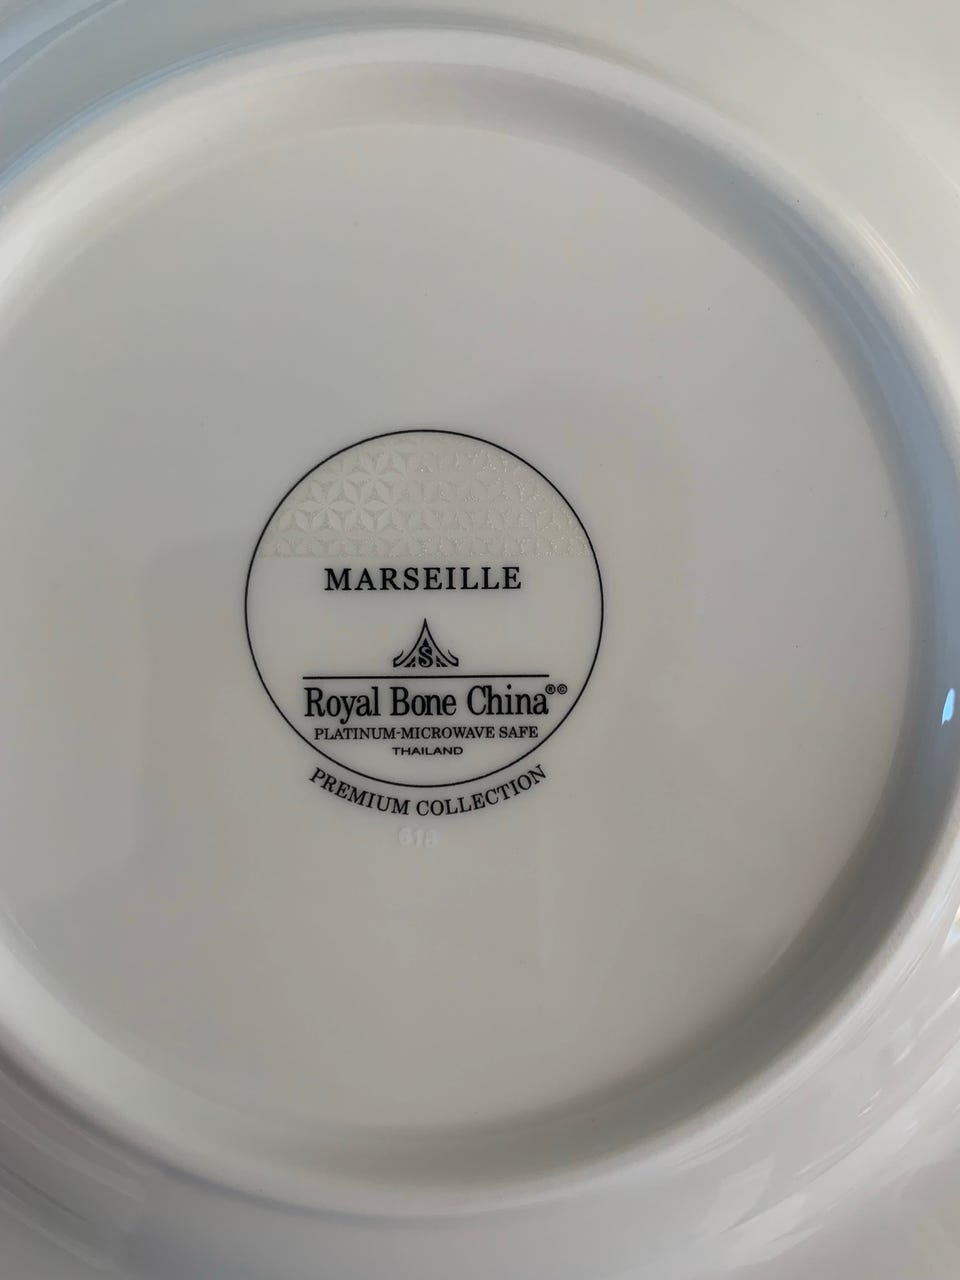 MARSEILLE
S
Royal Bone China®©
PLATINUM-MICROWAVE SAFE
THAILAND
PREMIUM COLLECTION